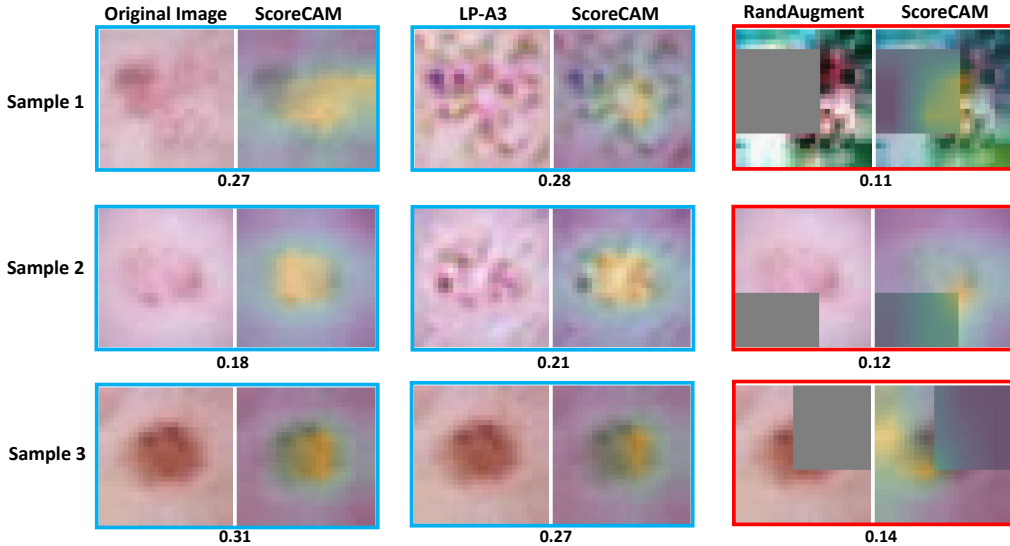 Original Image ScoreCAM LP-A3 ScoreCAM RandAugment ScoreCAM
Sample 1
0.27 0.28 0.11
Sample 2
0.18 0.21 0.12
Sample 3
0.31 0.27 0.14